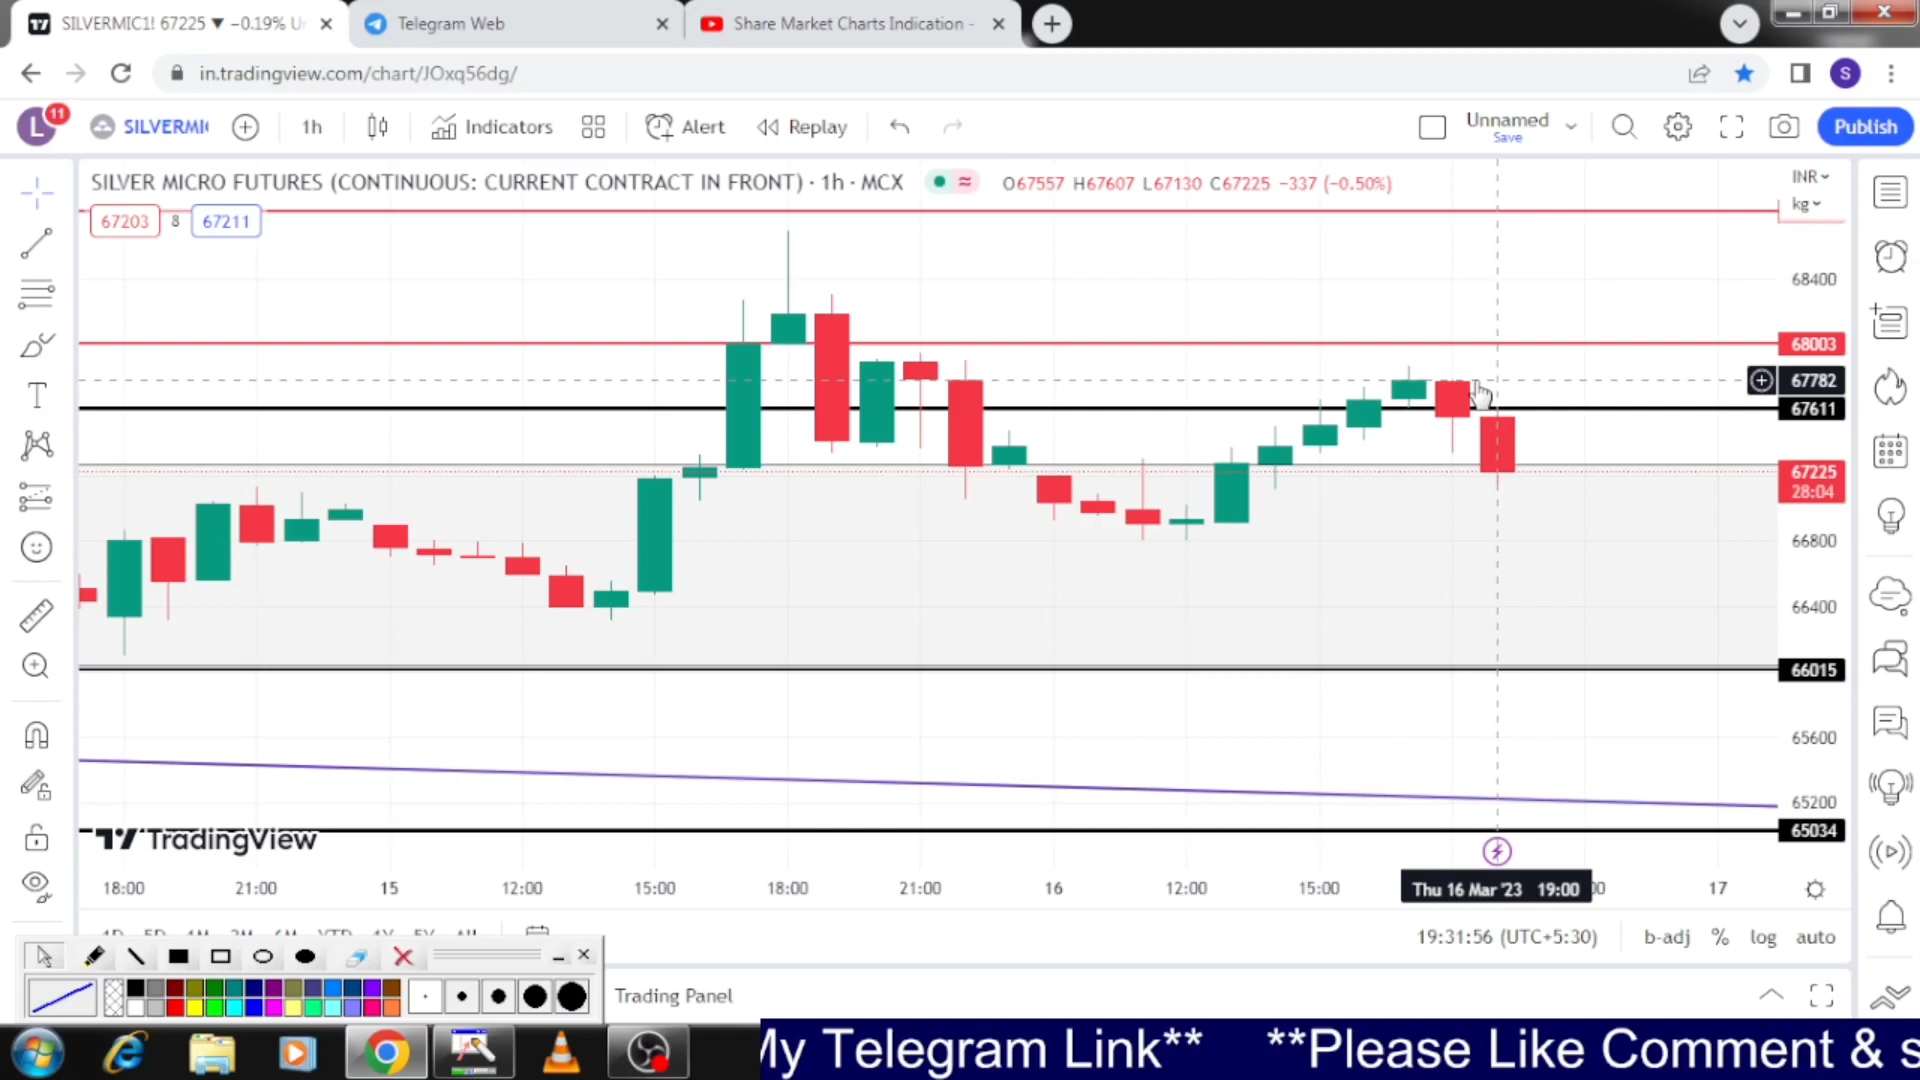 SILVERMIC1! 67225 ▼ −0.19% Ur
Telegram Web
Share Market Charts Indication -
in.tradingview.com/chart/JOxq56dg/
L
11
SILVERMI
1h
Indicators
Alert
Replay
Unnamed
Save
Publish
S
SILVER MICRO FUTURES (CONTINUOUS: CURRENT CONTRACT IN FRONT) · 1h · MCX
O67557 H67607 L67130 C67225 −337 (−0.50%)
INR
kg
67203 8 67211
68400
68003
67782
67611
67225
28:04
66800
66400
66015
65600
65200
65034
TradingView
18:00 21:00 15 12:00 15:00 18:00 21:00 16 12:00 15:00 Thu 16 Mar '23 19:00 17
19:31:56 (UTC+5:30) b-adj % log auto
Trading Panel
My Telegram Link** **Please Like Comment & s